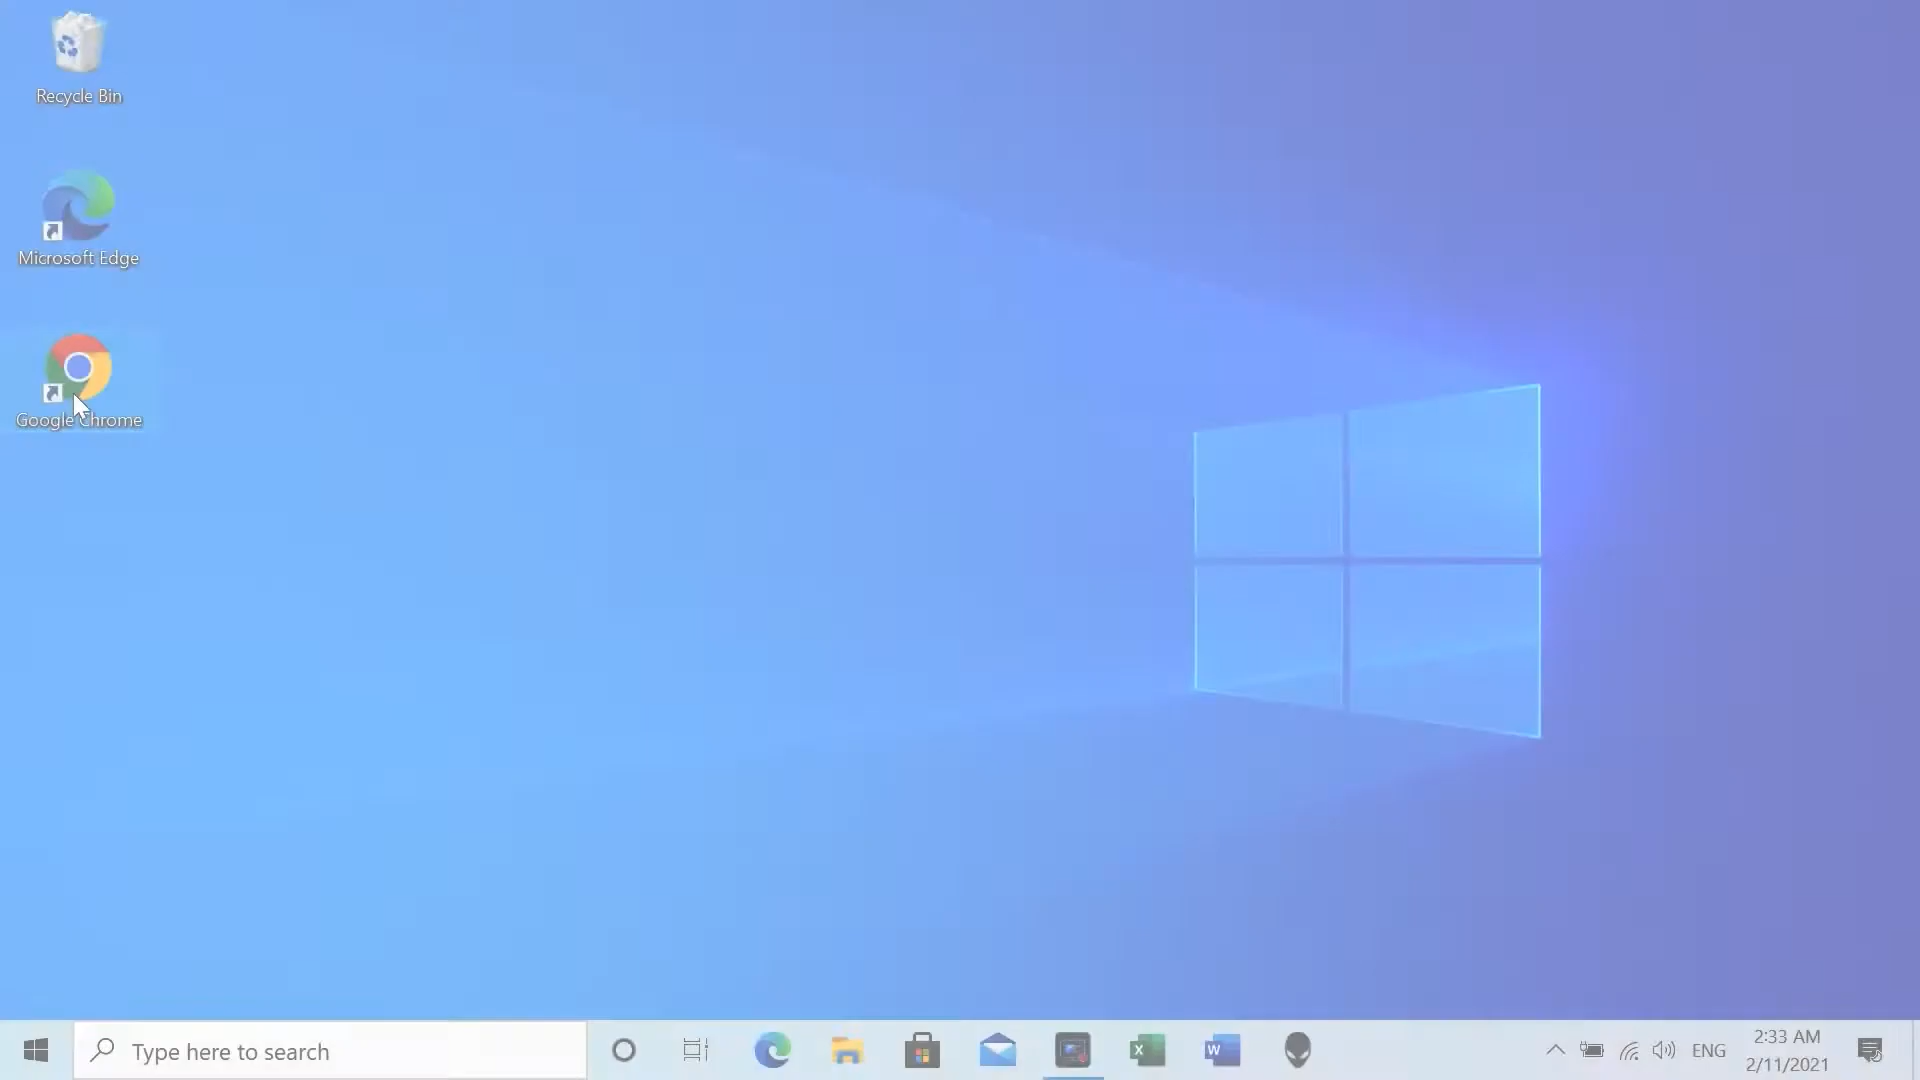 Recycle Bin
Microsoft Edge
Google Chrome
Type here to search
X
W
ENG
2:33 AM
2/11/2021